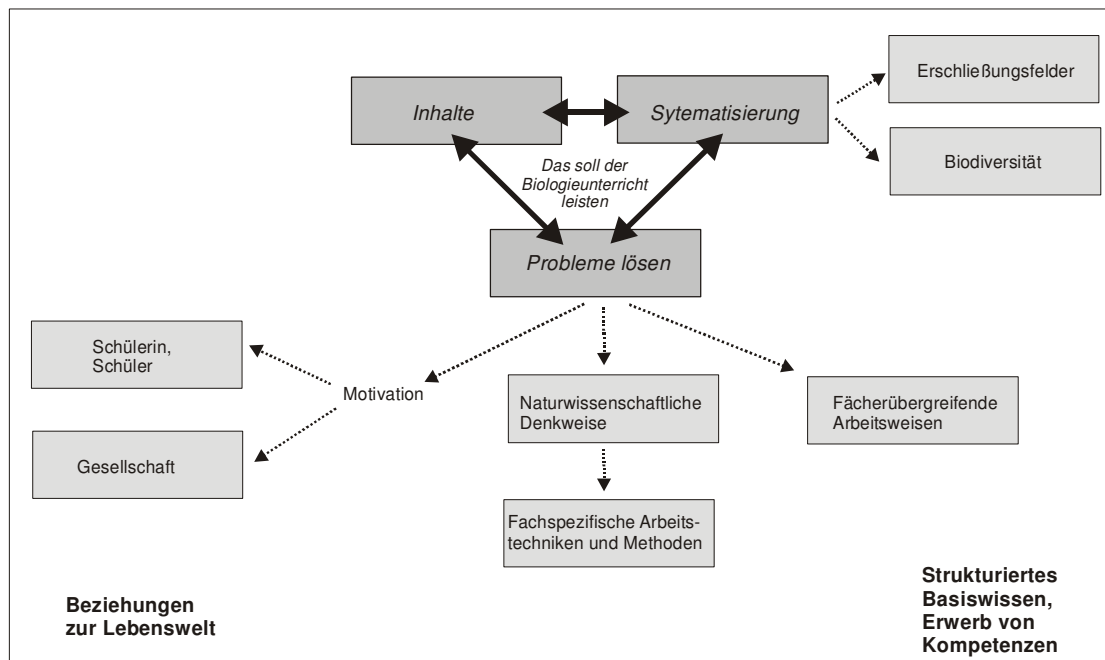 Erschließungsfelder
Inhalte
Sytematisierung
Biodiversität
Das soll der
Biologieunterricht
leisten
Probleme lösen
Schülerin,
Schüler
Motivation
Naturwissenschaftliche
Denkweise
Fächerübergreifende
Arbeitsweisen
Gesellschaft
Fachspezifische Arbeits-
techniken und Methoden
Beziehungen
zur Lebenswelt
Strukturiertes
Basiswissen,
Erwerb von
Kompetenzen